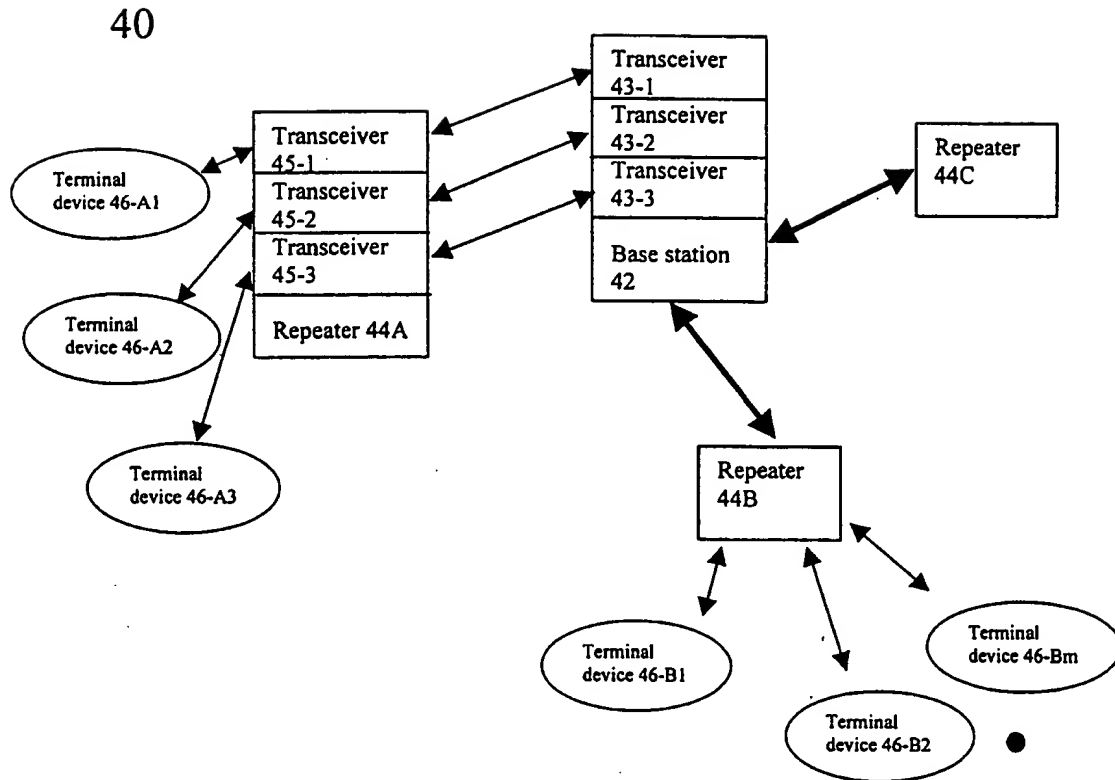 40
Transceiver
43-1
Transceiver
43-2
Transceiver
43-3
Base station
42
Transceiver
45-1
Transceiver
45-2
Transceiver
45-3
Repeater 44A
Repeater
44C
Terminal
device 46-A1
Terminal
device 46-A2
Terminal
device 46-A3
Repeater
44B
Terminal
device 46-B1
Terminal
device 46-B2
Terminal
device 46-Bm